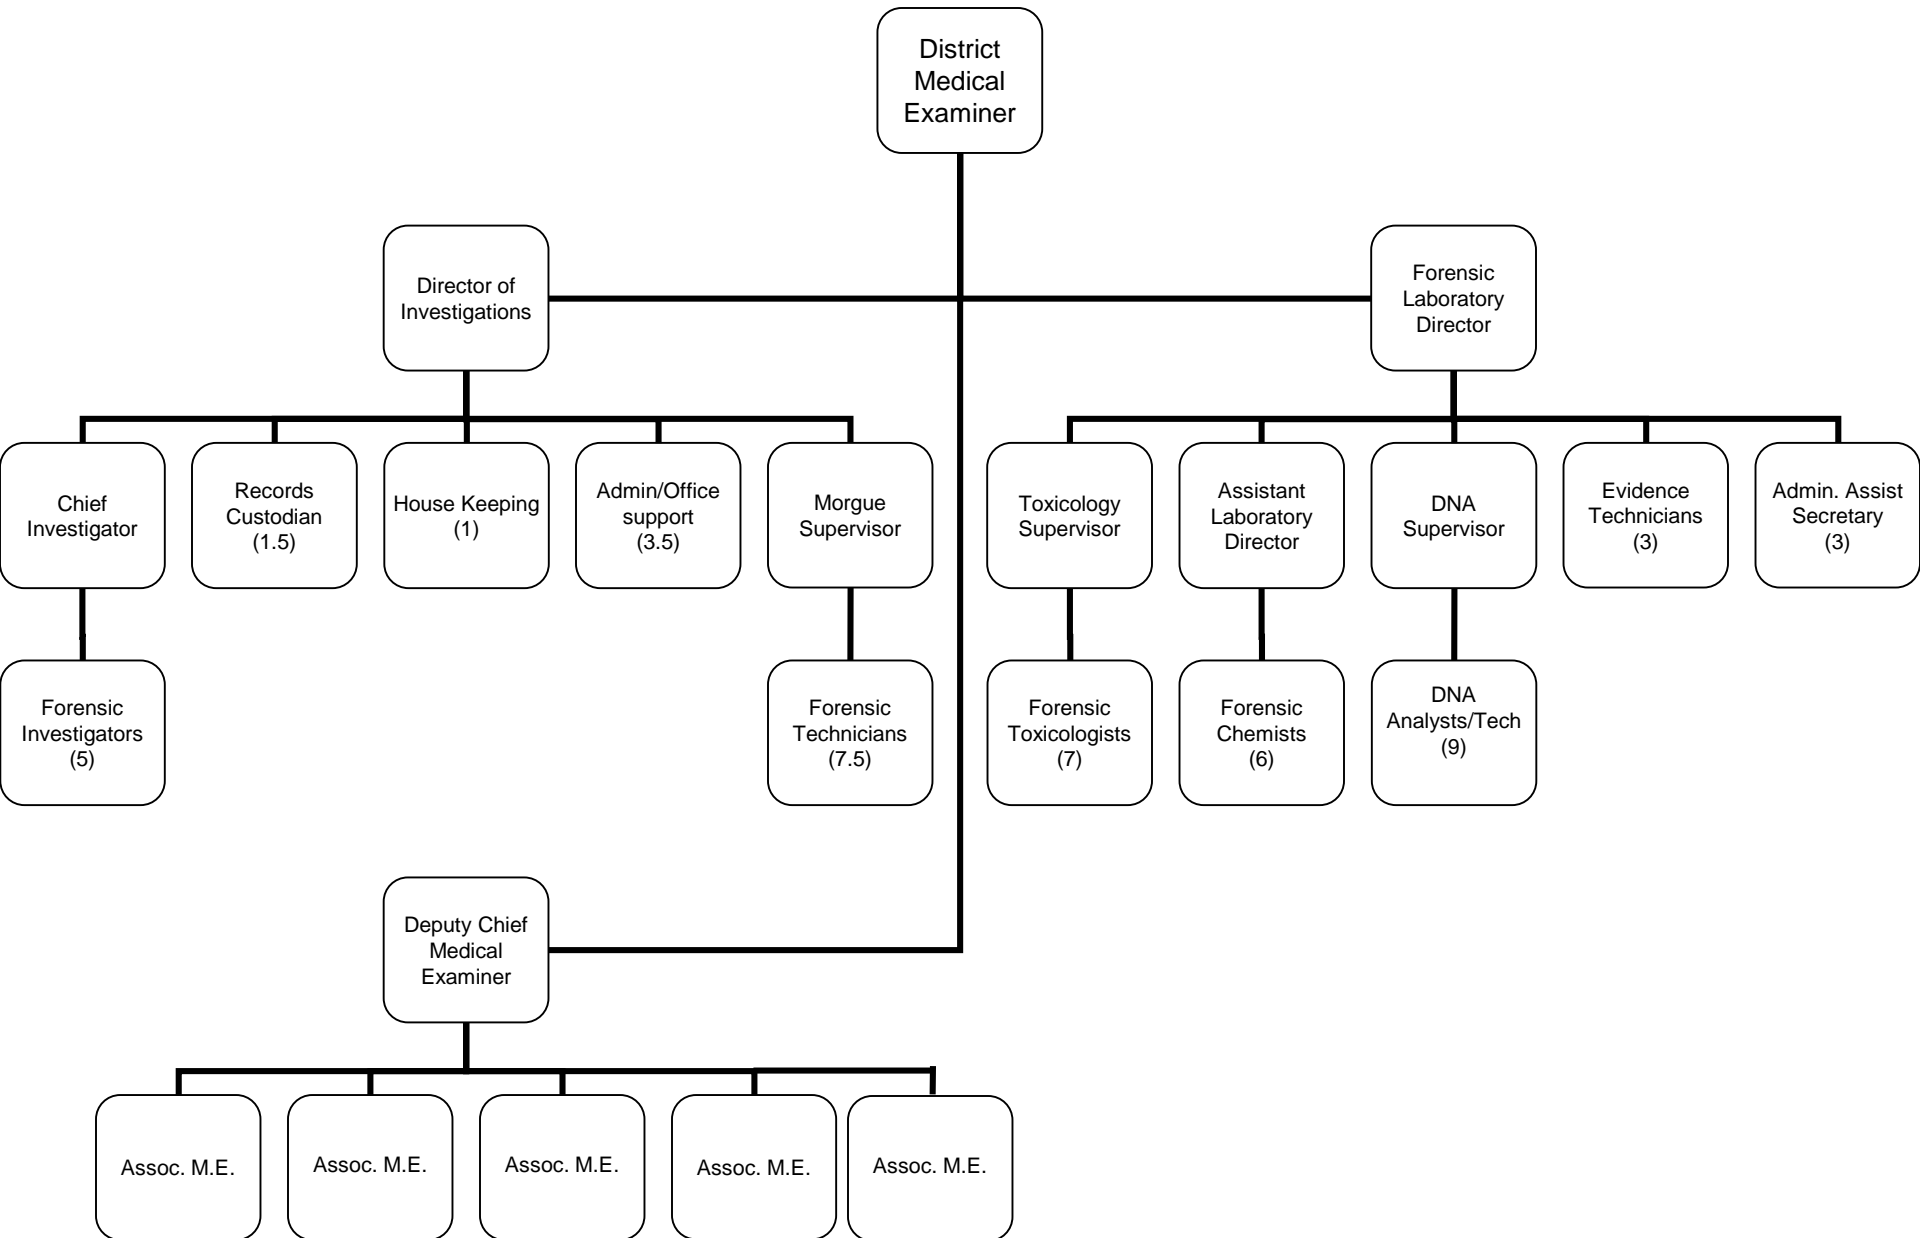 District
Medical
Examiner
Director of
Investigations
Forensic
Laboratory
Director
Chief
Investigator
Records
Custodian
(1.5)
House Keeping
(1)
Admin/Office
support
(3.5)
Morgue
Supervisor
Toxicology
Supervisor
Assistant
Laboratory
Director
DNA
Supervisor
Evidence
Technicians
(3)
Admin. Assist
Secretary
(3)
Forensic
Investigators
(5)
Forensic
Technicians
(7.5)
Forensic
Toxicologists
(7)
Forensic
Chemists
(6)
DNA
Analysts/Tech
(9)
Deputy Chief
Medical
Examiner
Assoc. M.E.
Assoc. M.E.
Assoc. M.E.
Assoc. M.E.
Assoc. M.E.